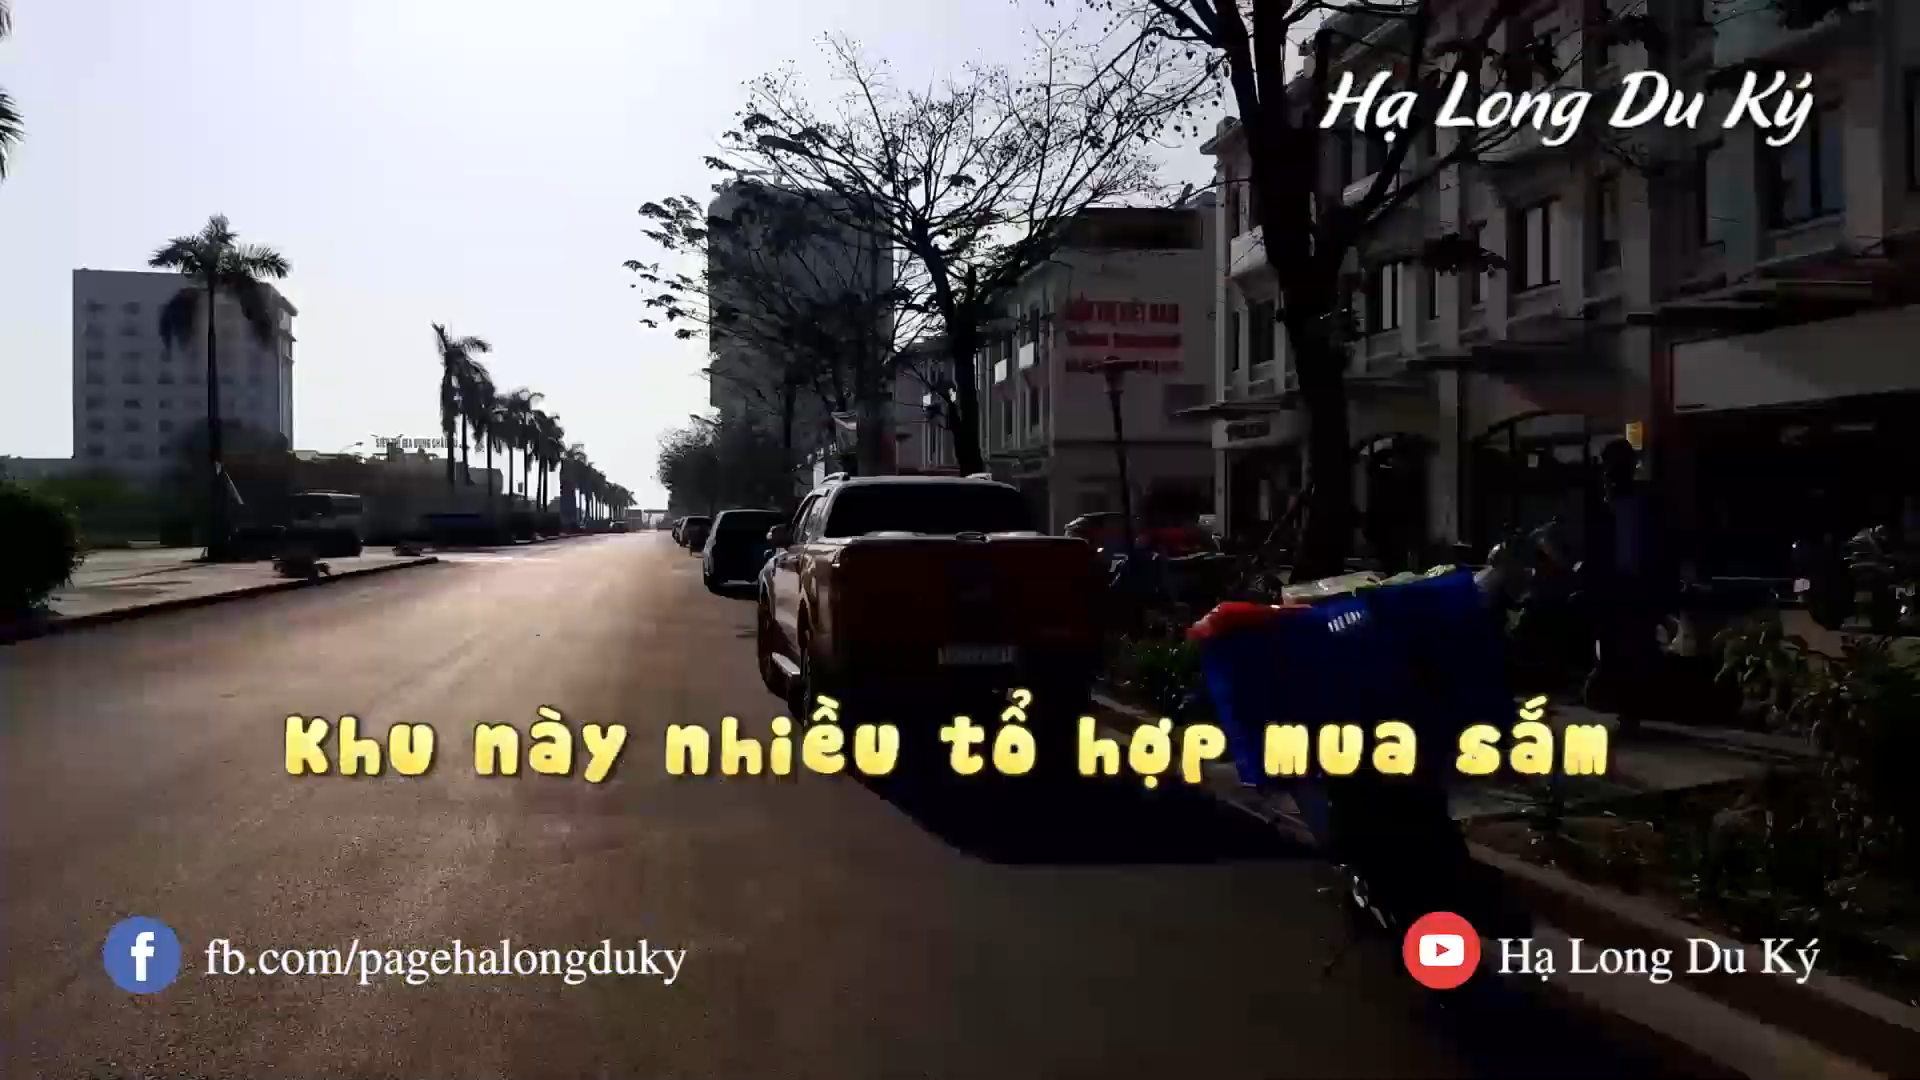 Hạ Long Du Ký
Khu này nhiều tổ hợp mua sắm
fb.com/pagehalongduky
Hạ Long Du Ký